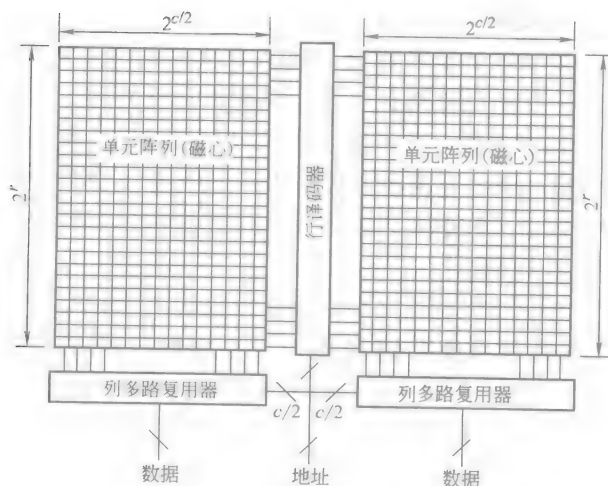 2^{c/2}
2^{c/2}
单元阵列(磁心)
行译码器
单元阵列(磁心)
2^r
2^r
列多路复用器
c/2
c/2
列多路复用器
数据
地址
数据